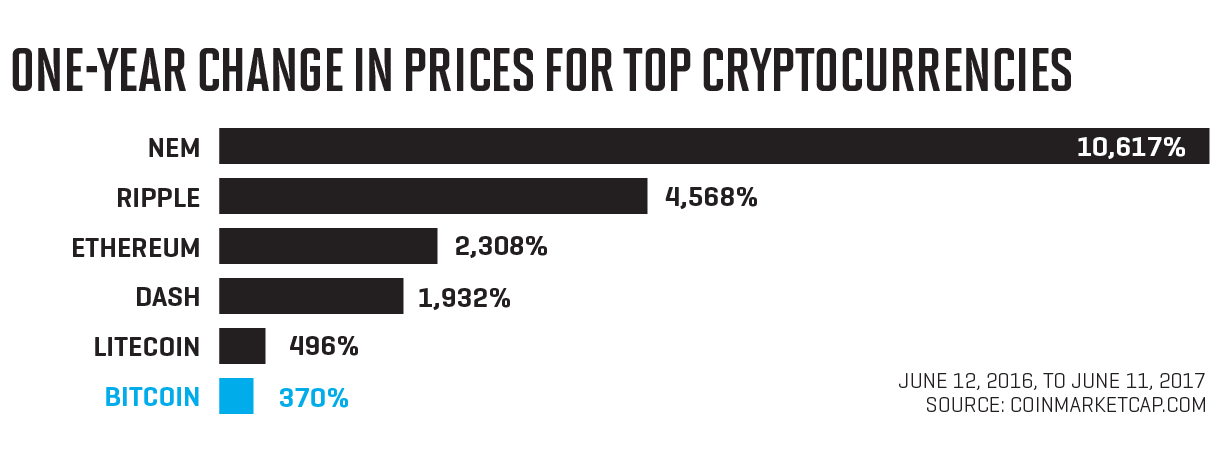 ONE-YEAR CHANGE IN PRICES FOR TOP CRYPTOCURRENCIES
NEM 10,617%
RIPPLE 4,568%
ETHEREUM 2,308%
DASH 1,932%
LITECOIN 496%
BITCOIN 370%
JUNE 12, 2016, TO JUNE 11, 2017
SOURCE: COINMARKETCAP.COM